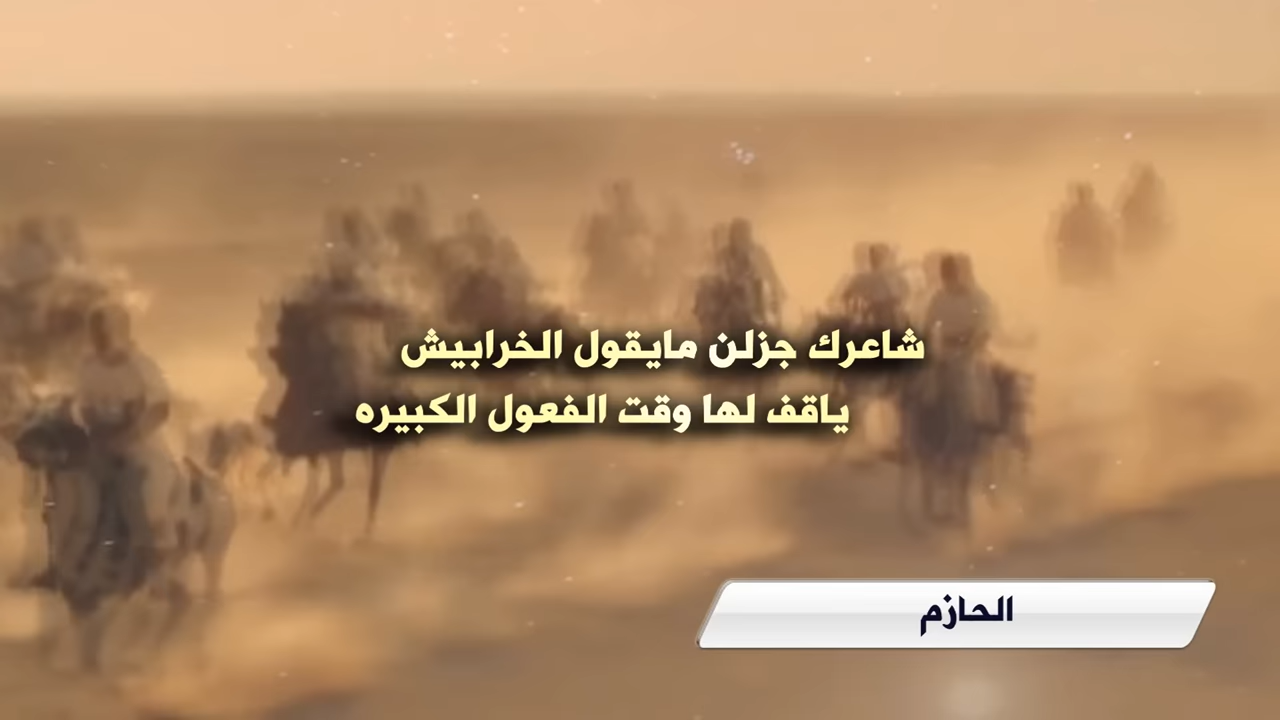 شاعرك جزلن مايقول الخرابيش
ياقف لها وقت الفعول الكبيره
الحازم